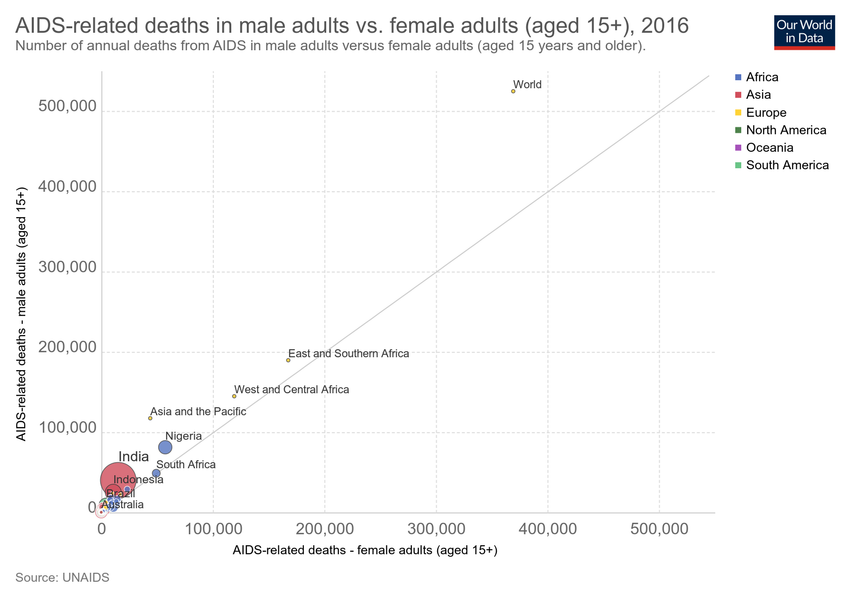 AIDS-related deaths in male adults vs. female adults (aged 15+), 2016
Number of annual deaths from AIDS in male adults versus female adults (aged 15 years and older).
Our World
in Data
Africa
Asia
Europe
North America
Oceania
South America
AIDS-related deaths - male adults (aged 15+)
500,000
400,000
300,000
200,000
100,000
0
World
East and Southern Africa
West and Central Africa
Asia and the Pacific
Nigeria
India
South Africa
Indonesia
Brazil
Australia
0
100,000
200,000
300,000
400,000
500,000
AIDS-related deaths - female adults (aged 15+)
Source: UNAIDS